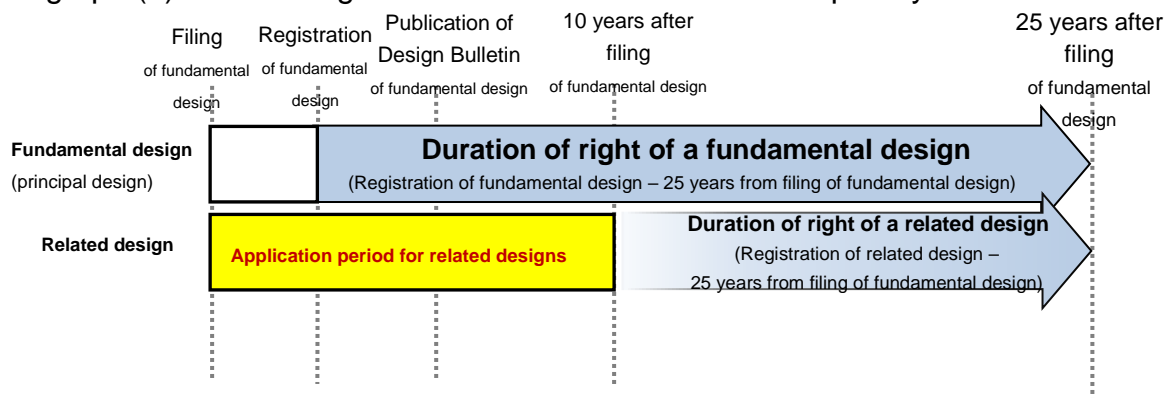 Filing
of fundamental
design
Registration
of fundamental
design
Publication of
Design Bulletin
of fundamental design
10 years after
filing
of fundamental design
25 years after
filing
of fundamental
design
Fundamental design
(principal design)
Duration of right of a fundamental design
(Registration of fundamental design – 25 years from filing of fundamental design)
Related design
Application period for related designs
Duration of right of a related design
(Registration of related design –
25 years from filing of fundamental design)